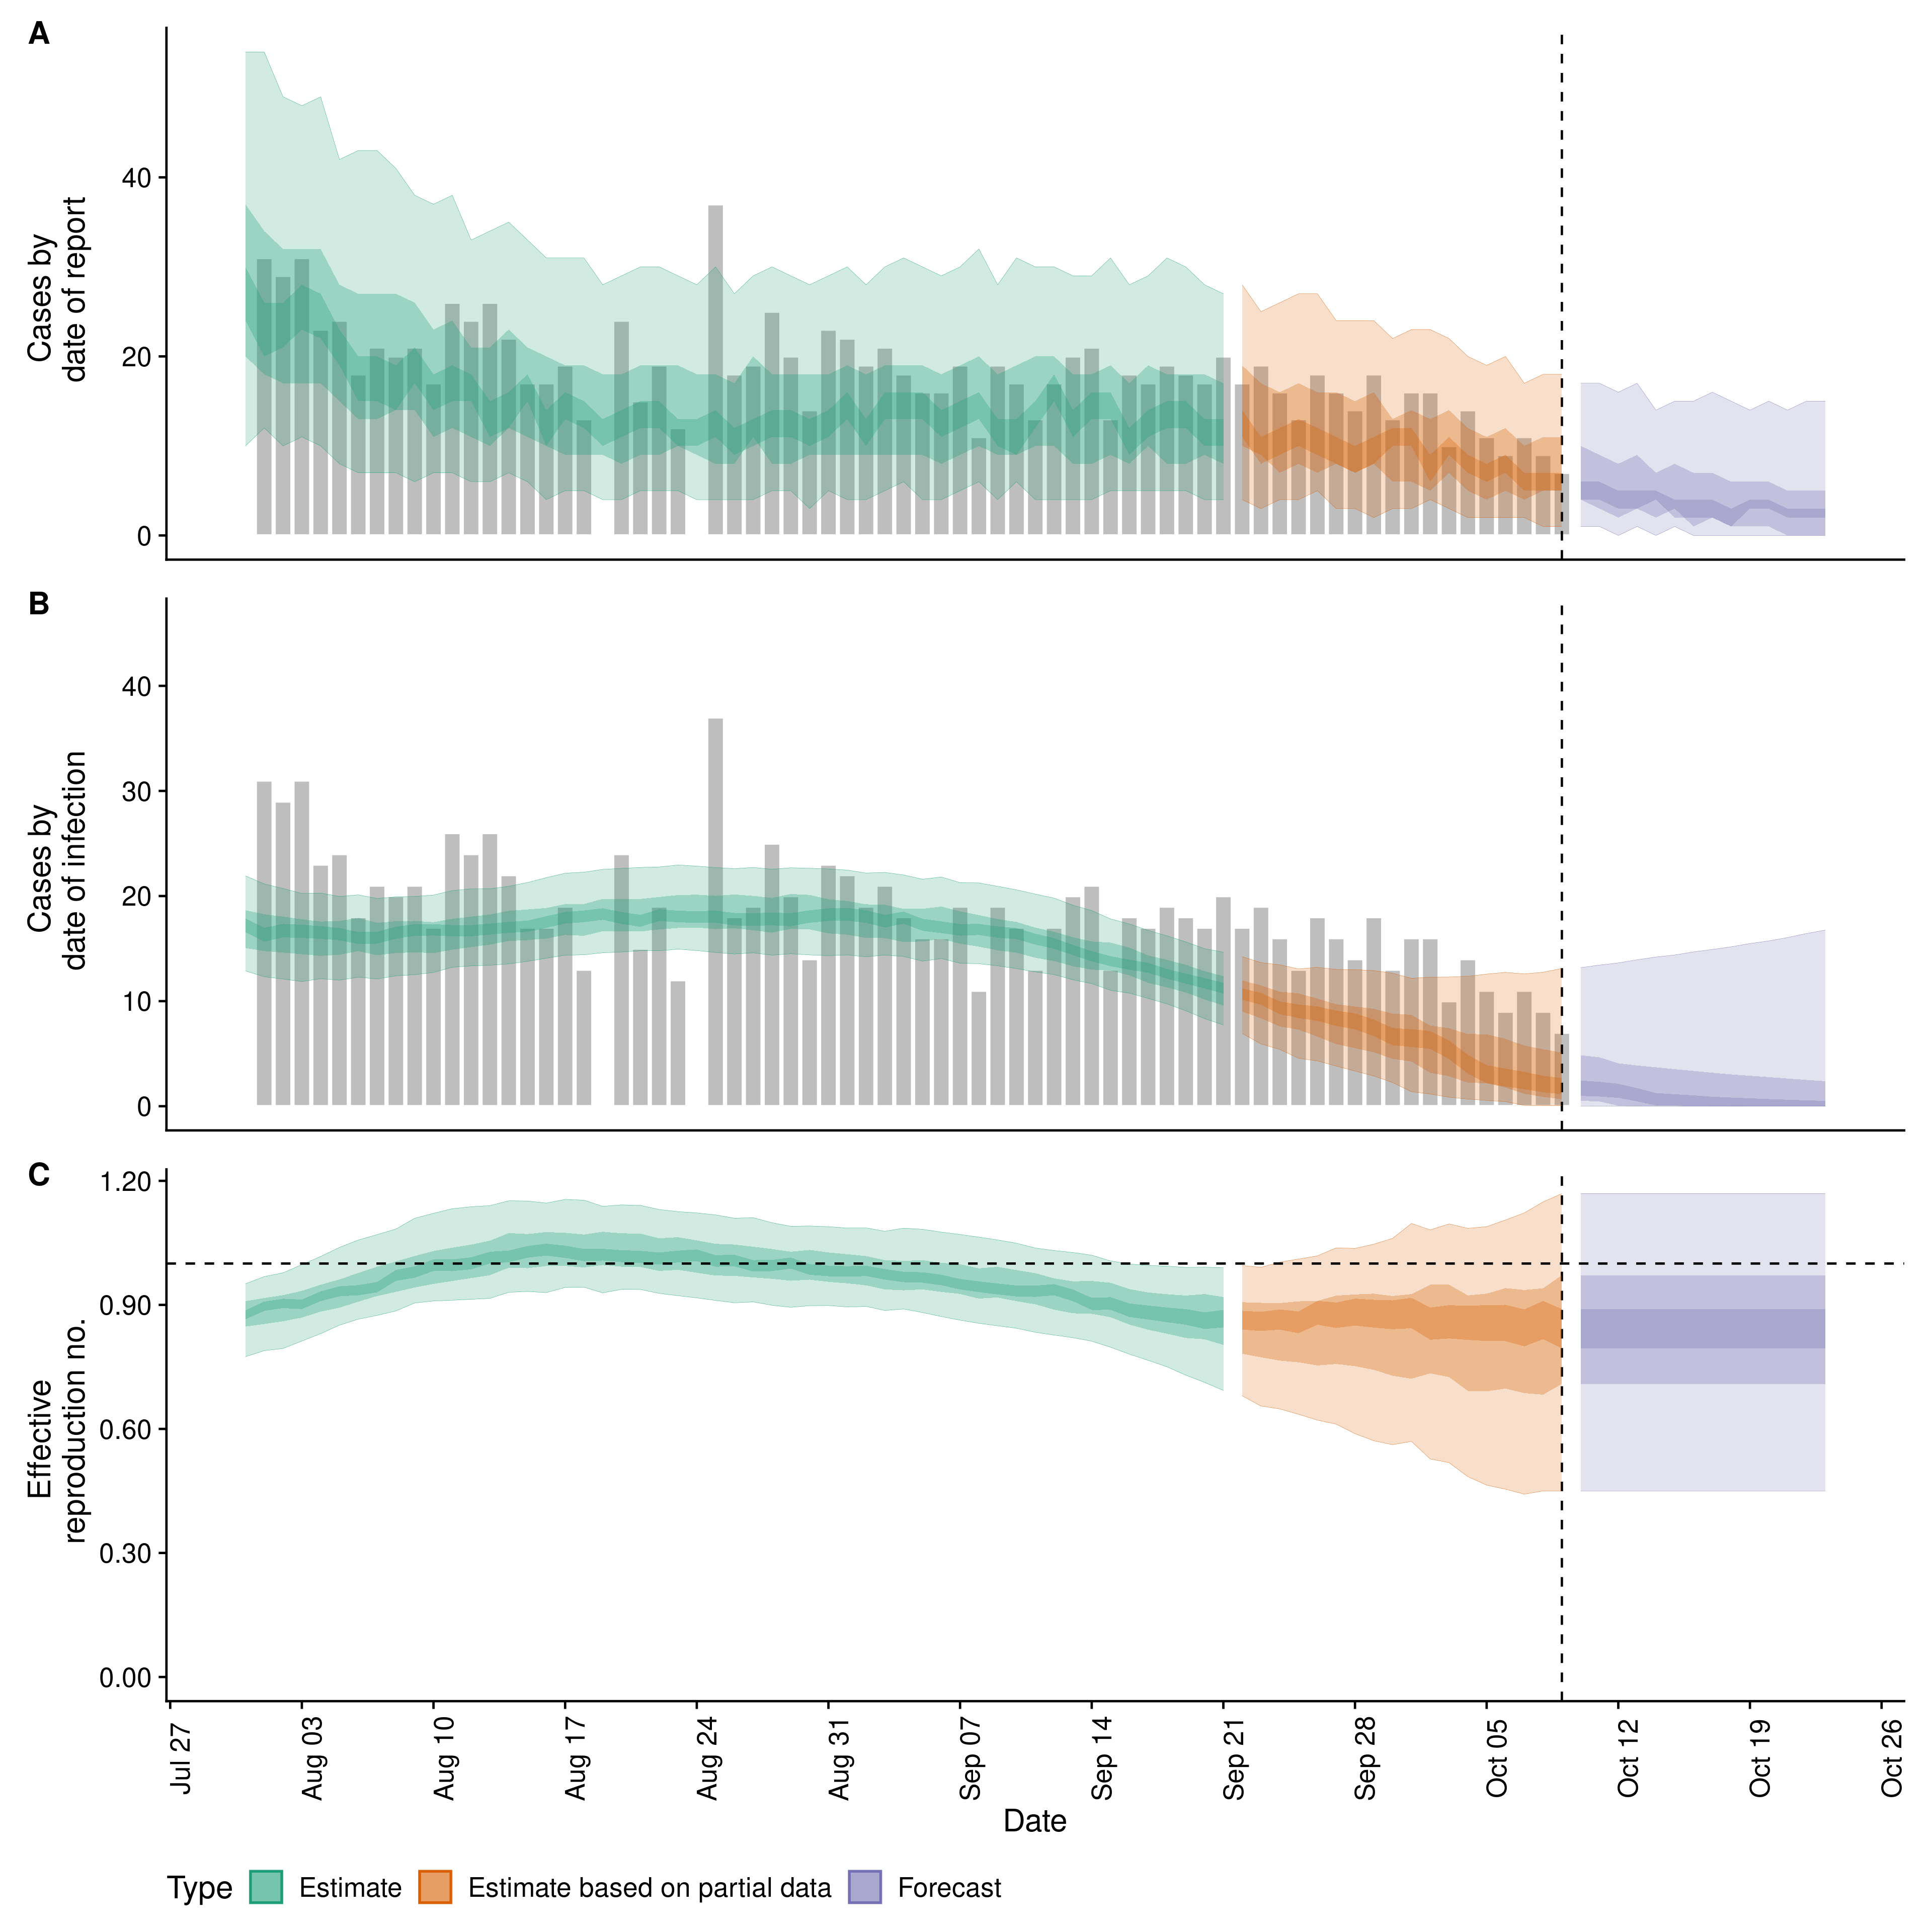 A
Cases by
date of report
40
20
0
B
Cases by
date of infection
40
30
20
10
0
C
Effective
reproduction no.
1.20
0.90
0.60
0.30
0.00
Jul 27
Aug 03
Aug 10
Aug 17
Aug 24
Aug 31
Sep 07
Sep 14
Sep 21
Sep 28
Oct 05
Oct 12
Oct 19
Oct 26
Date
Type Estimate Estimate based on partial data Forecast